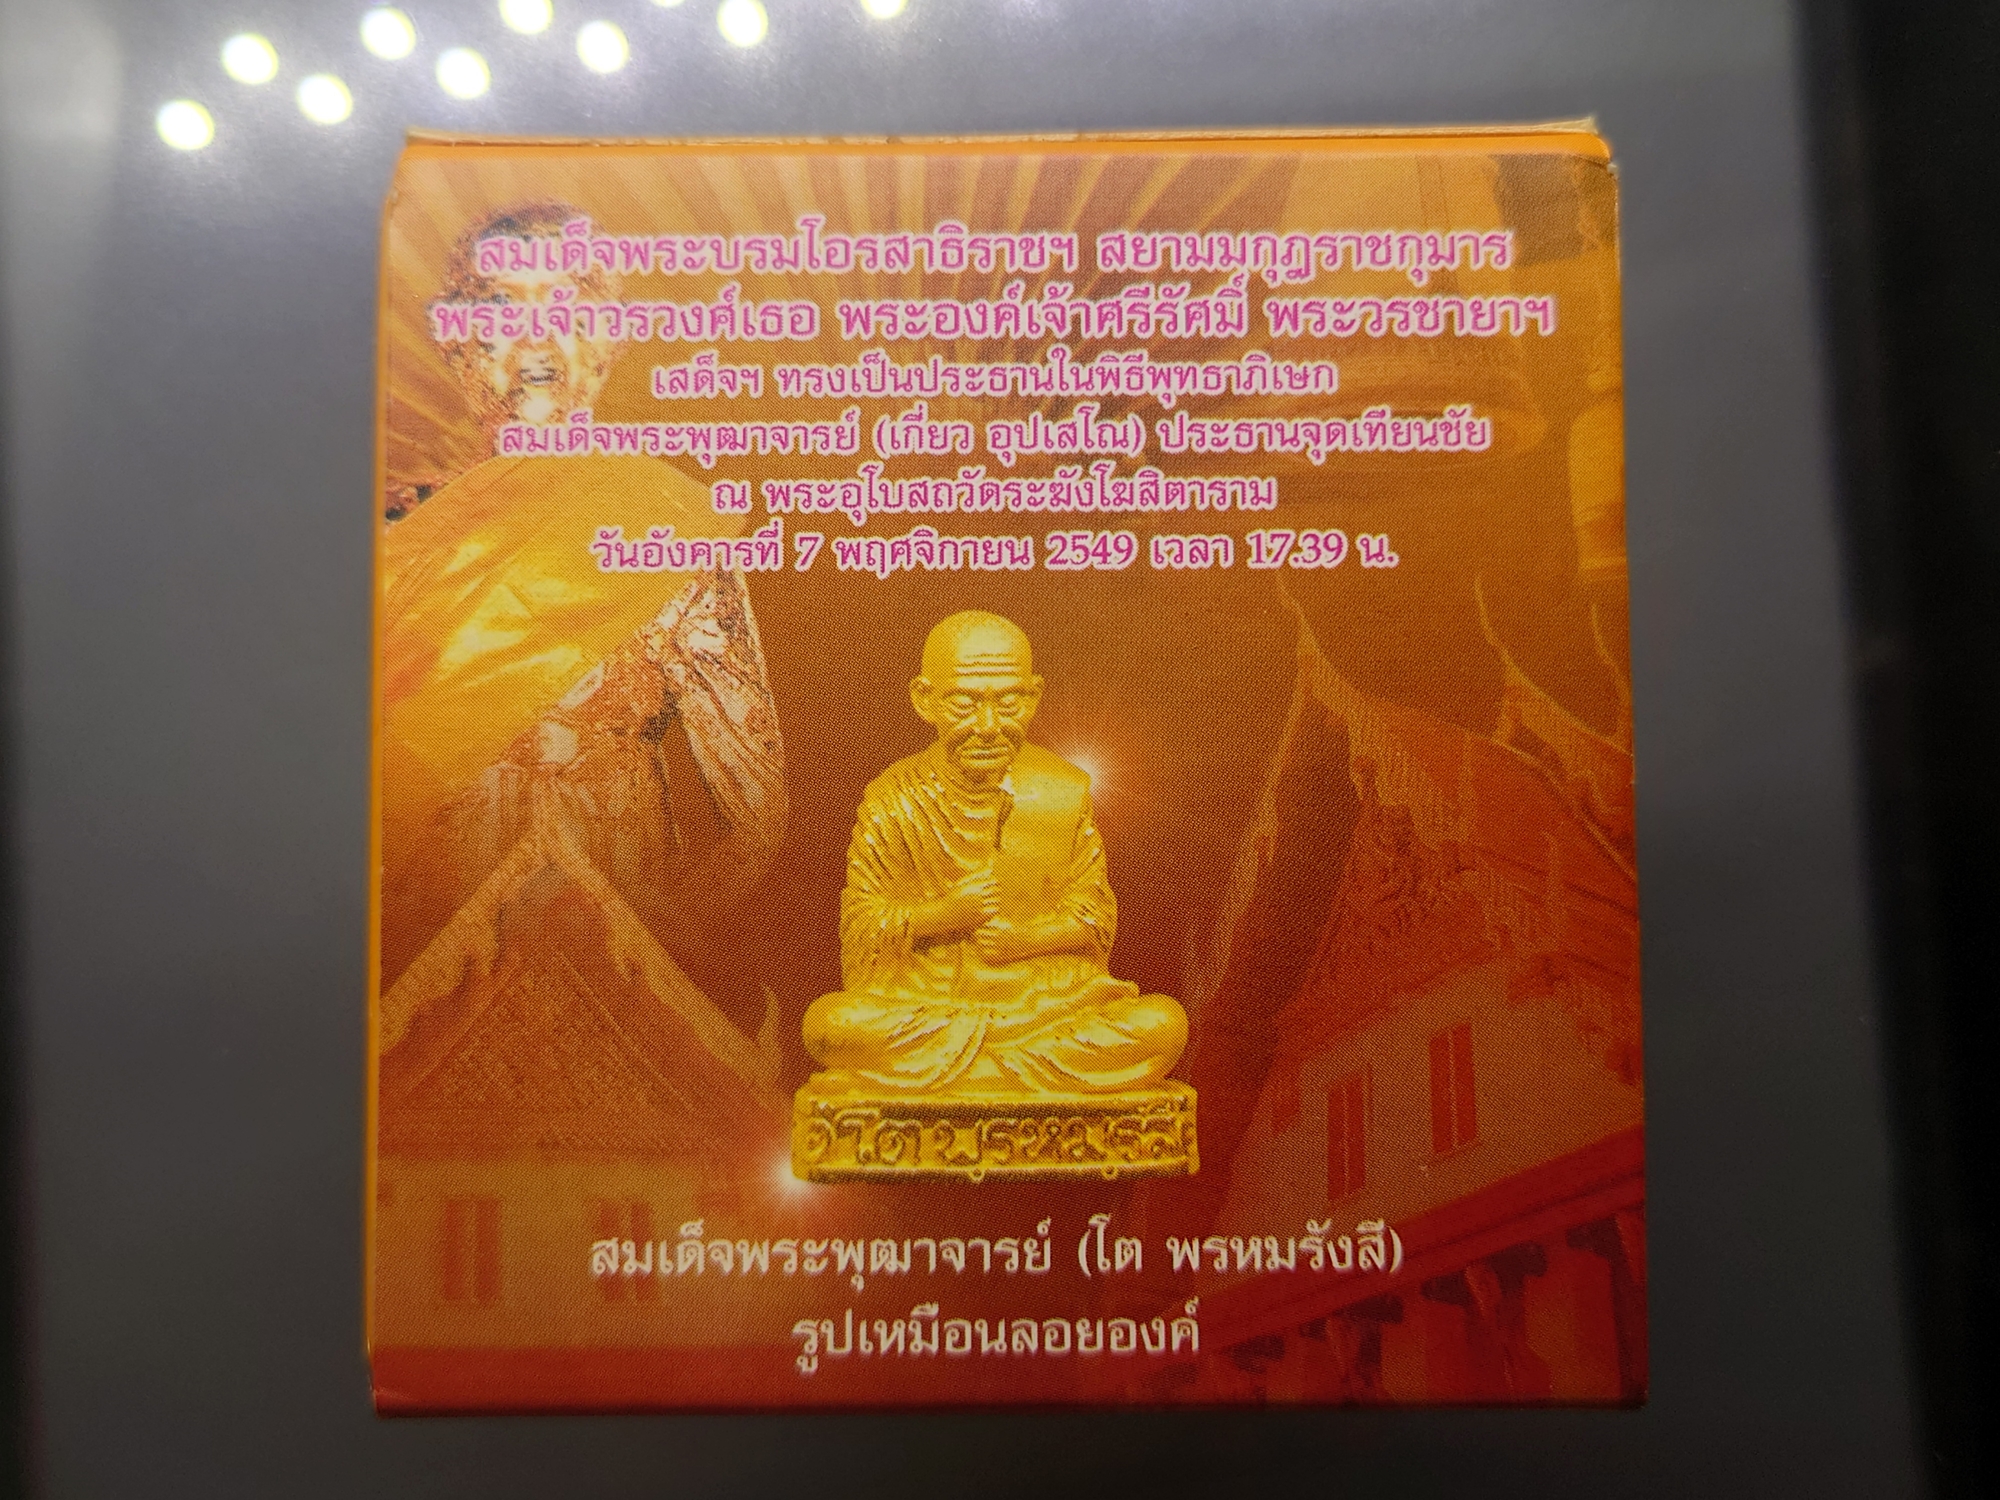 สมเด็จพระบรมโอรสาธิราชฯ สยามมกุฎราชกุมาร
พระเจ้าวรวงศ์เธอ พระองค์เจ้าศรีรัศมิ์ พระวรชายาฯ
เสด็จฯ ทรงเป็นประธานในพิธีพุทธาภิเษก
สมเด็จพระพุฒาจารย์ (เกี่ยว อุปเสโณ) ประธานจุดเทียนชัย
ณ พระอุโบสถวัดระฆังโฆสิตาราม
วันอังคารที่ 7 พฤศจิกายน 2549 เวลา 17.39 น.
โต พรหมรังสี
สมเด็จพระพุฒาจารย์ (โต พรหมรังสี)
รูปเหมือนลอยองค์